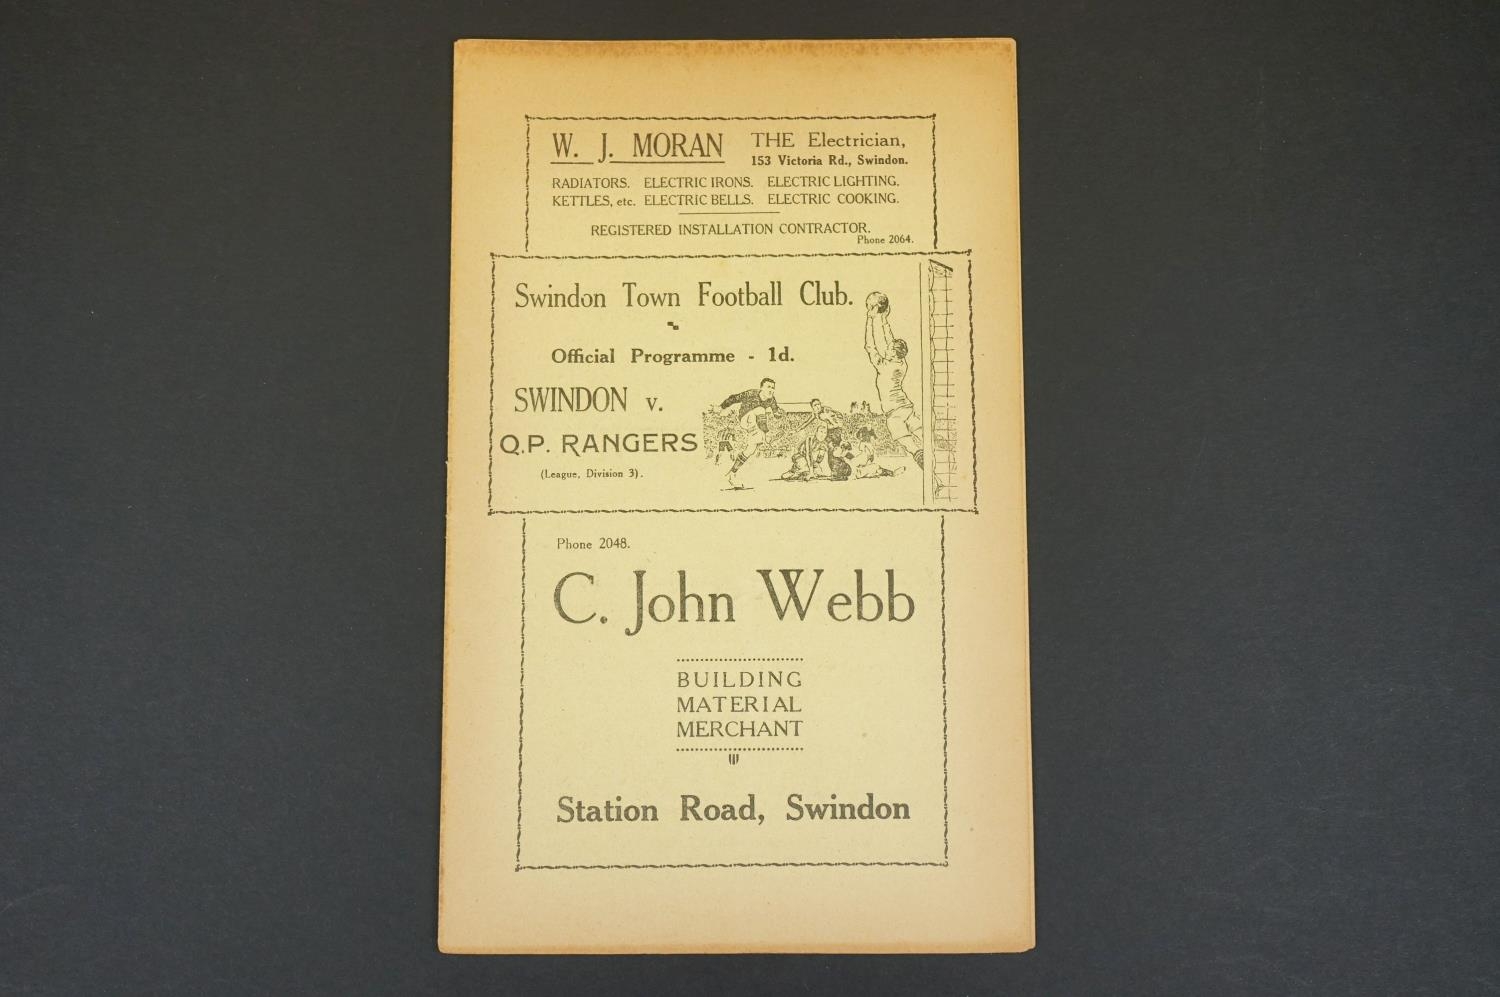 W. J. MORAN THE Electrician,
153 Victoria Rd., Swindon.
RADIATORS. ELECTRIC IRONS. ELECTRIC LIGHTING.
KETTLES, etc. ELECTRIC BELLS. ELECTRIC COOKING.
REGISTERED INSTALLATION CONTRACTOR.
Phone 2064.
Swindon Town Football Club.
Official Programme - 1d.
SWINDON v.
Q.P. RANGERS
(League, Division 3).
Phone 2048.
C. John Webb
BUILDING
MATERIAL
MERCHANT
Station Road, Swindon